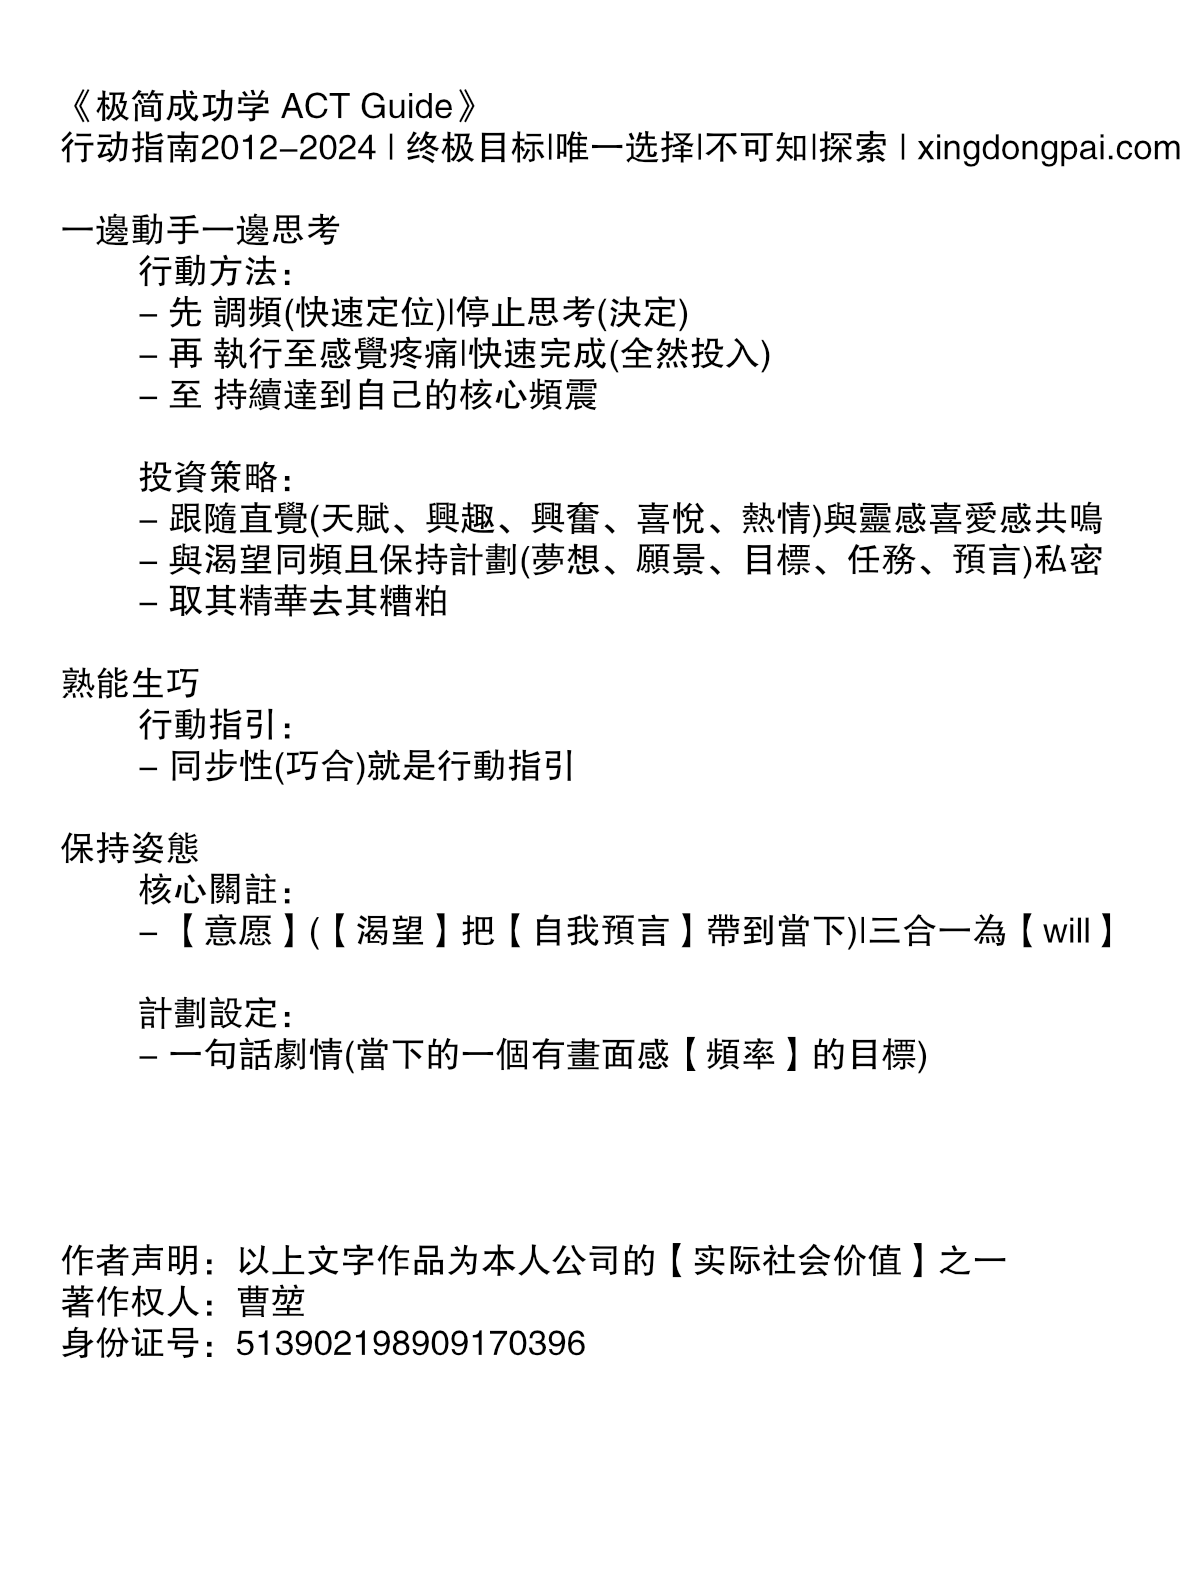 《极简成功学 ACT Guide》
行动指南2012–2024 | 终极目标|唯一选择|不可知|探索 | xingdongpai.com
一邊動手一邊思考
行動方法：
– 先 調頻(快速定位)|停止思考(決定)
– 再 執行至感覺疼痛|快速完成(全然投入)
– 至 持續達到自己的核心頻震
投資策略：
– 跟隨直覺(天賦、興趣、興奮、喜悅、熱情)與靈感喜愛感共鳴
– 與渴望同頻且保持計劃(夢想、願景、目標、任務、預言)私密
– 取其精華去其糟粕
熟能生巧
行動指引：
– 同步性(巧合)就是行動指引
保持姿態
核心關註：
– 【意愿】(【渴望】把【自我預言】帶到當下)|三合一為【will】
計劃設定：
– 一句話劇情(當下的一個有畫面感【頻率】的目標)
作者声明：以上文字作品为本人公司的【实际社会价值】之一
著作权人：曹堃
身份证号：513902198909170396